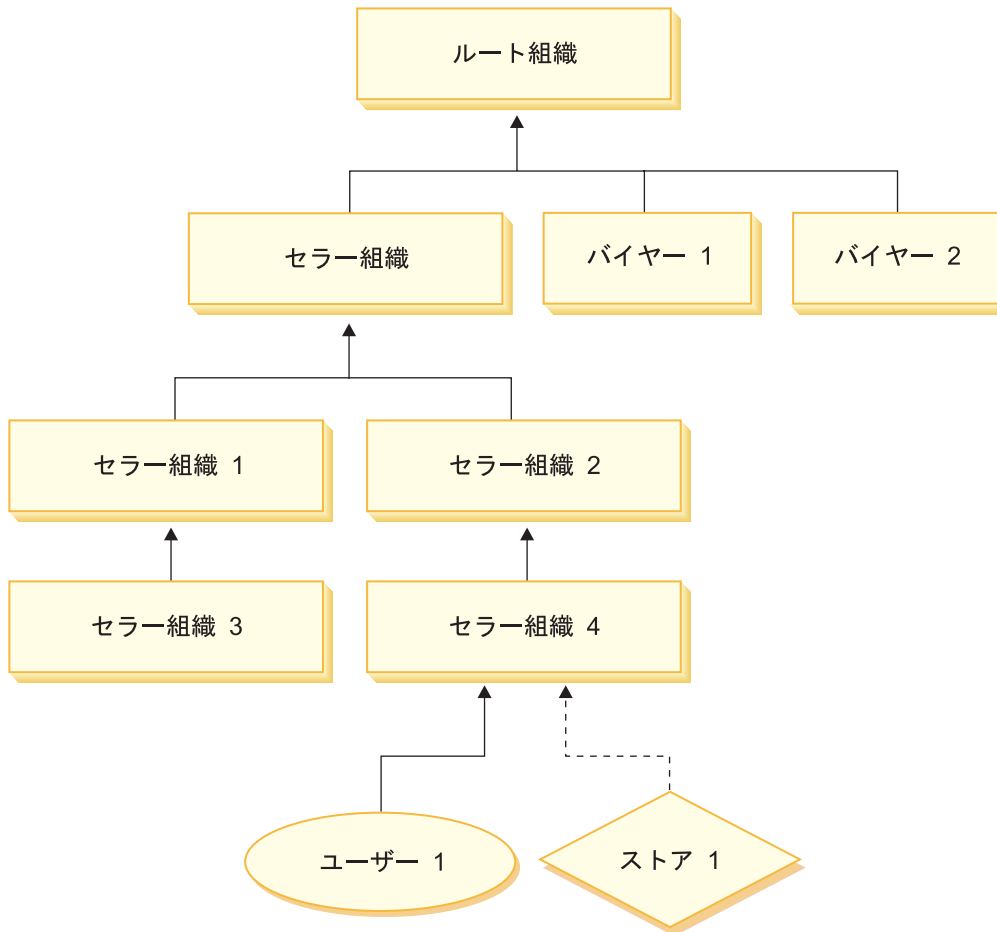 ルート組織
セラー組織
バイヤー 1
バイヤー 2
セラー組織 1
セラー組織 2
セラー組織 3
セラー組織 4
ユーザー 1
ストア 1